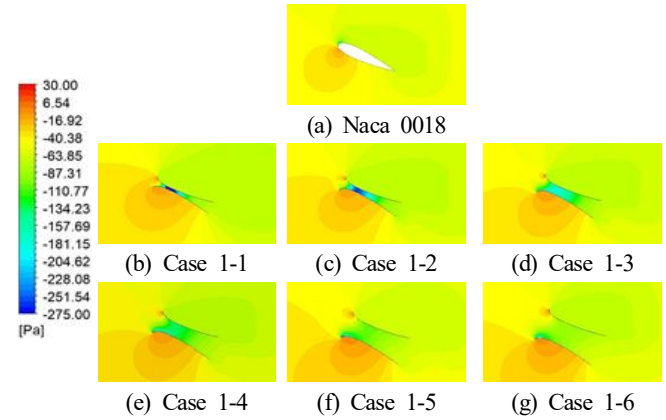 (a) Naca 0018
30.00
6.54
-16.92
-40.38
-63.85
-87.31
-110.77
-134.23
-157.69
-181.15
-204.62
-228.08
-251.54
-275.00
[Pa]
(b) Case 1-1
(c) Case 1-2
(d) Case 1-3
(e) Case 1-4
(f) Case 1-5
(g) Case 1-6